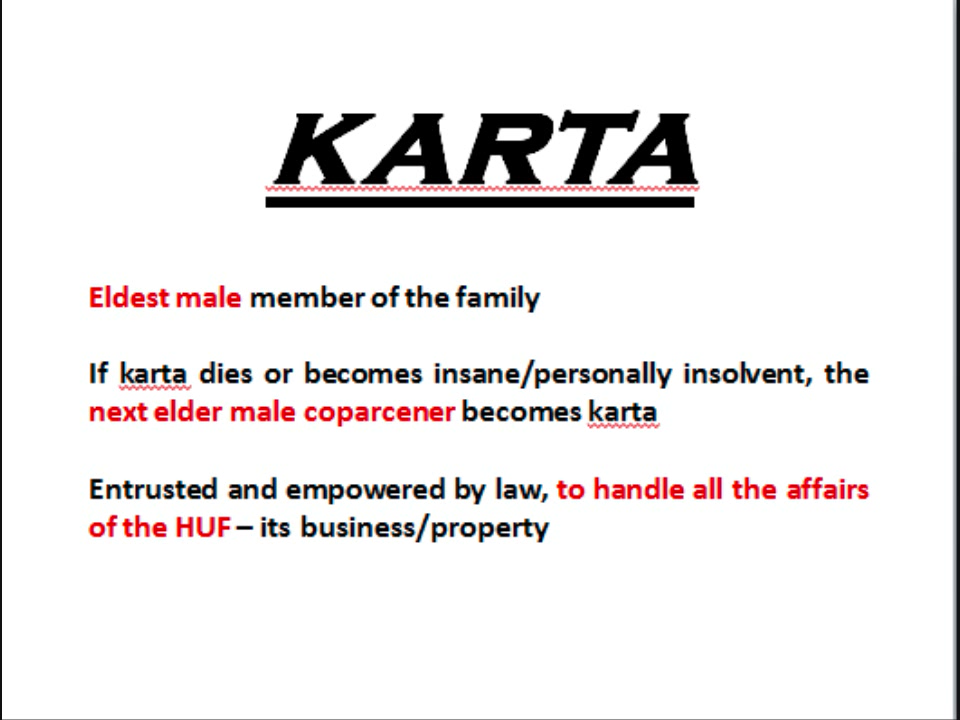 KARTA
Eldest male member of the family
If karta dies or becomes insane/personally insolvent, the
next elder male coparcener becomes karta
Entrusted and empowered by law, to handle all the affairs
of the HUF – its business/property